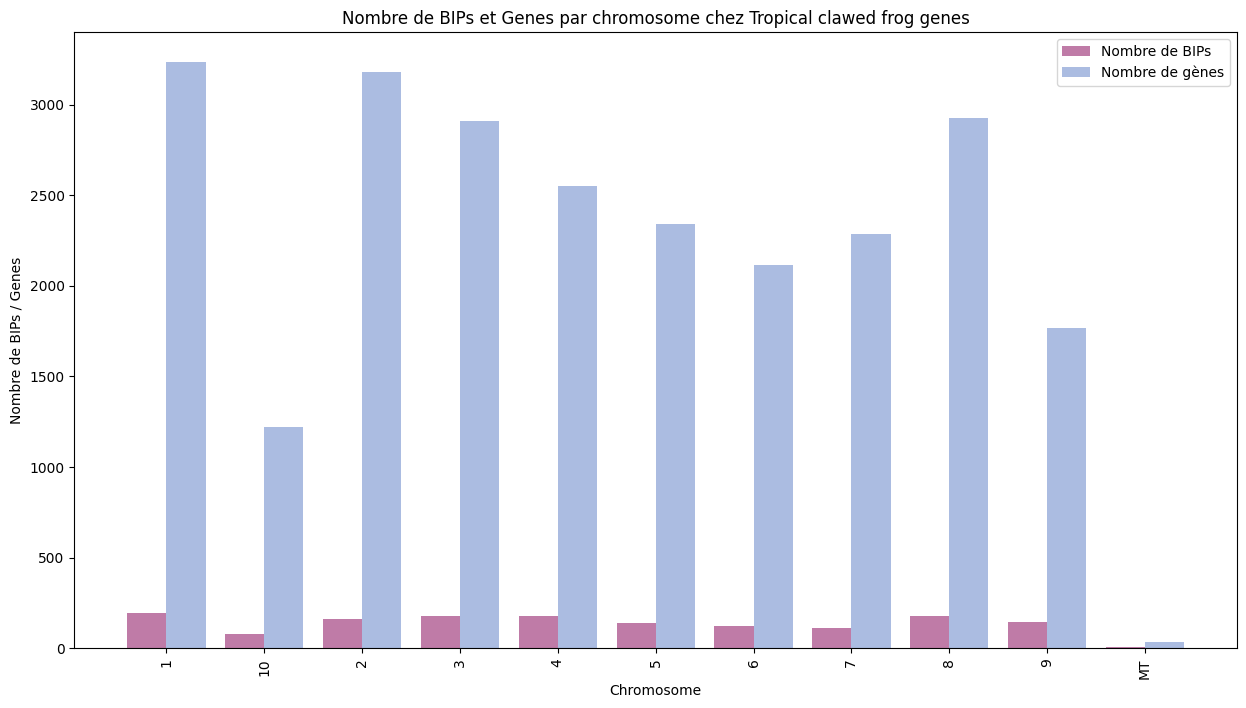 Nombre de BIPs et Genes par chromosome chez Tropical clawed frog genes
Nombre de BIPs
Nombre de gènes
Nombre de BIPs / Genes
3000
2500
2000
1500
1000
500
0
1
10
2
3
4
5
6
7
8
9
MT
Chromosome